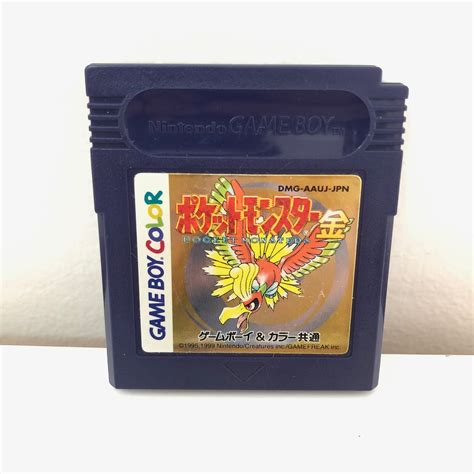 Nintendo GAME BOY
DMG-AAUJ-JPN
ポケットモンスター金
POCKET MONSTERS
GAME BOY COLOR
ゲームボーイ & カラー共通
©1995,1999 Nintendo/Creatures inc./GAMEFREAK inc.